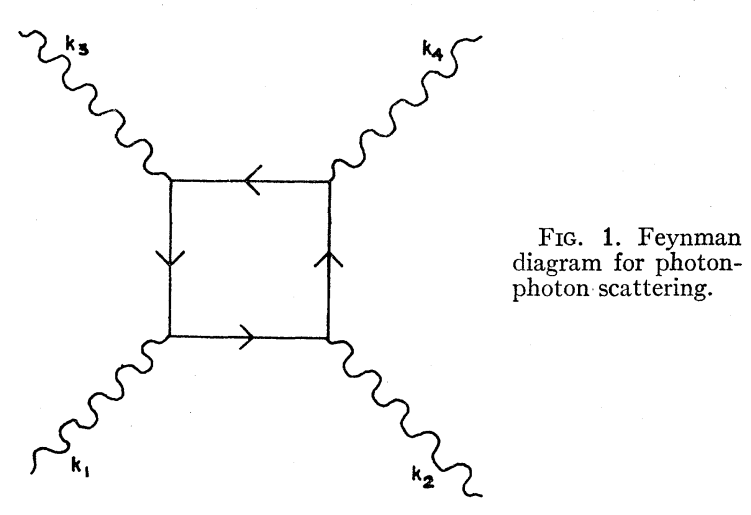 k₃
k₄
FIG. 1. Feynman
diagram for photon-
photon scattering.
k₁
k₂